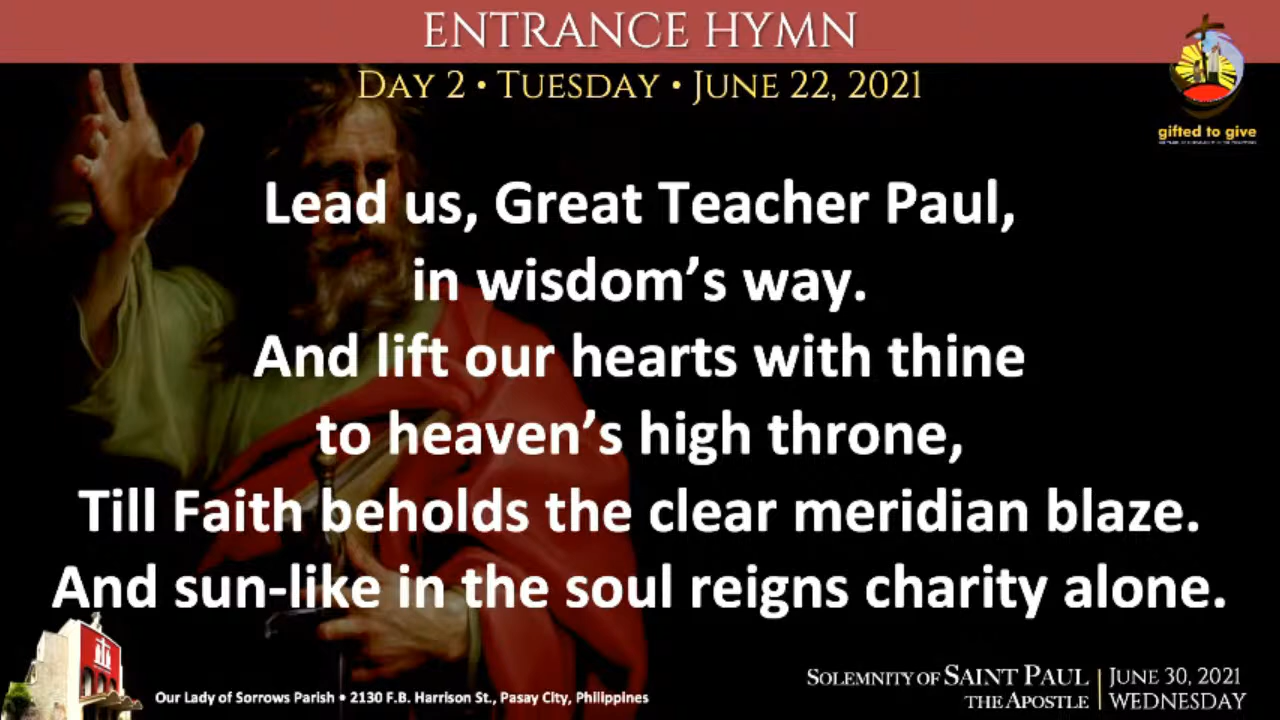 ENTRANCE HYMN
DAY 2 • TUESDAY • JUNE 22, 2021
gifted to give
Lead us, Great Teacher Paul,
in wisdom’s way.
And lift our hearts with thine
to heaven’s high throne,
Till Faith beholds the clear meridian blaze.
And sun-like in the soul reigns charity alone.
Our Lady of Sorrows Parish • 2130 F.B. Harrison St., Pasay City, Philippines
SOLEMNITY OF SAINT PAUL
THE APOSTLE
JUNE 30, 2021
WEDNESDAY